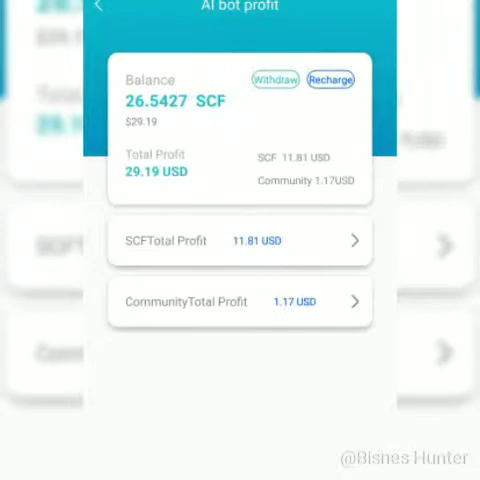 AI bot profit
Balance
Withdraw
Recharge
26.5427 SCF
$29.19
Total Profit
29.19 USD
SCF 11.81 USD
Community 1.17USD
SCFTotal Profit 11.81 USD
CommunityTotal Profit 1.17 USD
@Bisnes Hunter